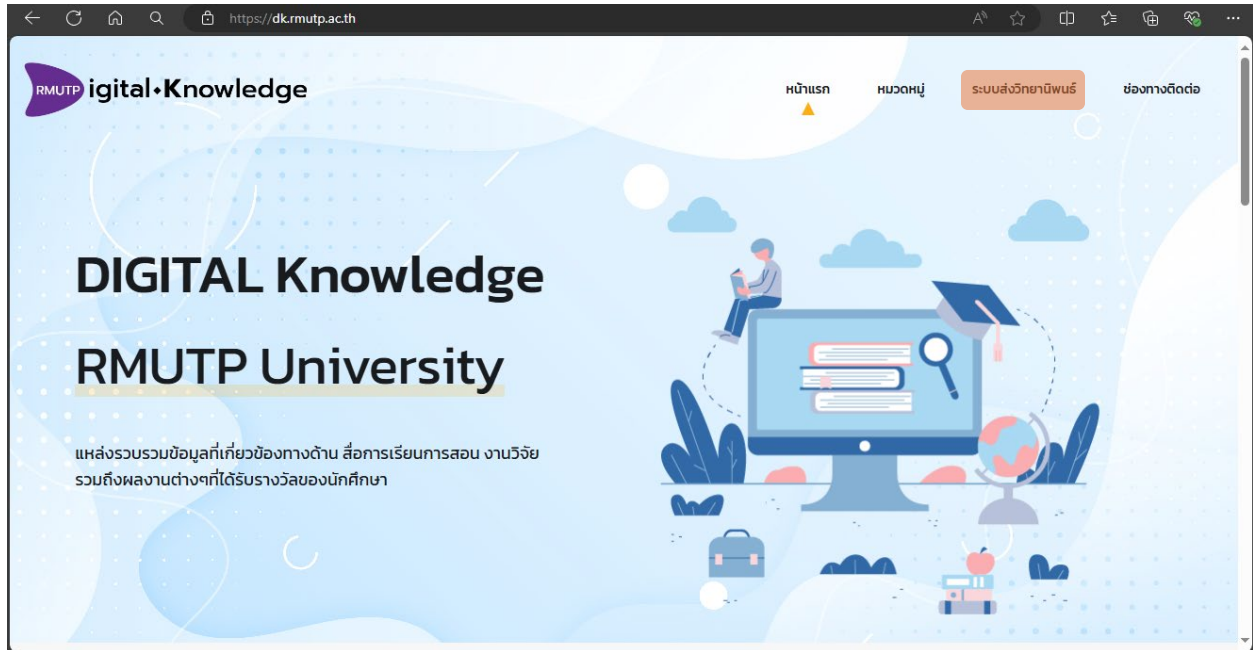 https://dk.rmutp.ac.th
RMUTP igital Knowledge
หน้าแรก
หมวดหมู่
ระบบส่งวิทยานิพนธ์
ช่องทางติดต่อ
DIGITAL Knowledge
RMUTP University
แหล่งรวบรวมข้อมูลที่เกี่ยวข้องทางด้าน สื่อการเรียนการสอน งานวิจัย
รวมถึงผลงานต่างๆที่ได้รับรางวัลของนักศึกษา